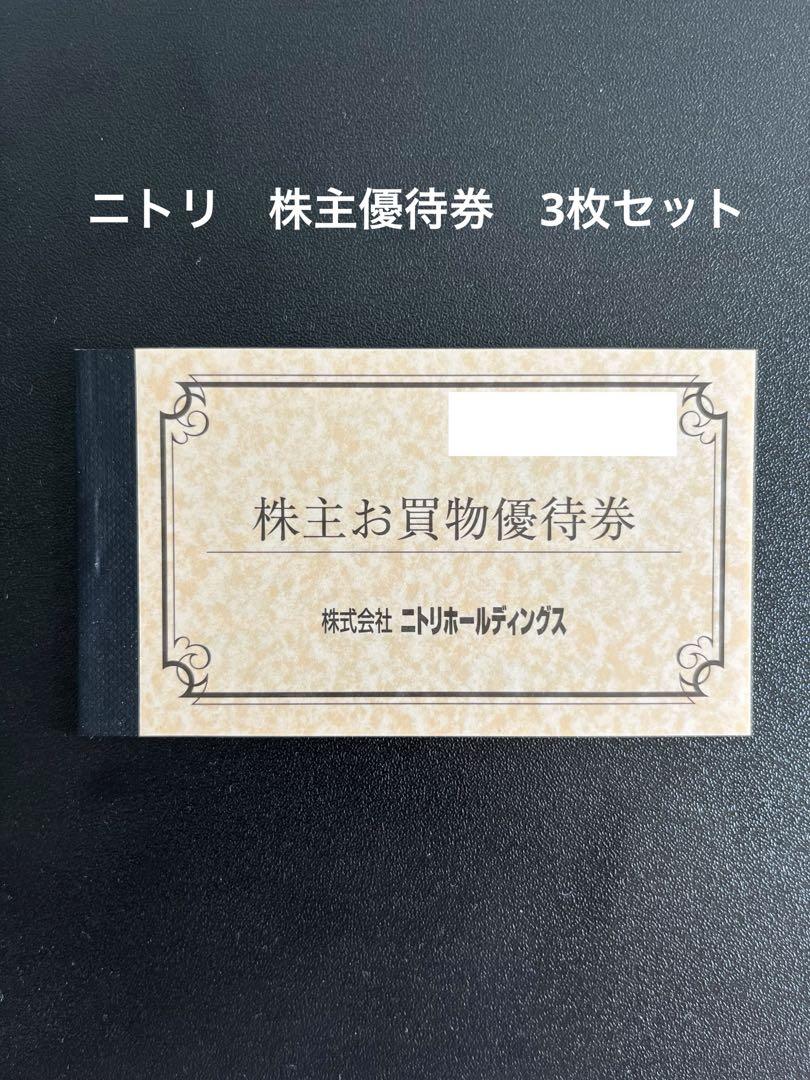 ニトリ　株主優待券　3枚セット
株主お買物優待券
株式会社 ニトリホールディングス